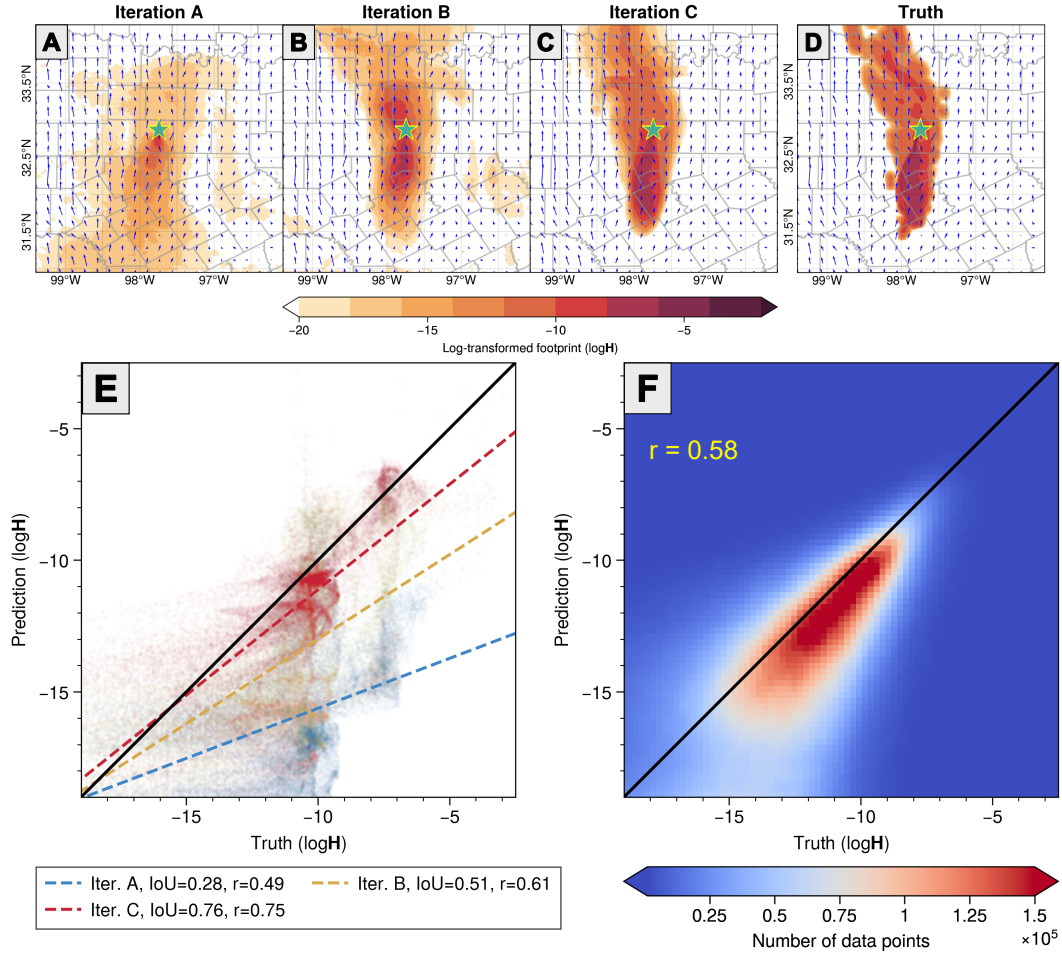 Iteration A Iteration B Iteration C Truth
A B C D
33.5°N 33.5°N
32.5°N 32.5°N
31.5°N 31.5°N
99°W 98°W 97°W 99°W 98°W 97°W 99°W 98°W 97°W 99°W 98°W 97°W
−20 −15 −10 −5
Log-transformed footprint (logH)
E F
r = 0.58
−5 −5
−10 −10
−15 −15
Prediction (logH) Prediction (logH)
−15 −10 −5 −15 −10 −5
Truth (logH) Truth (logH)
Iter. A, IoU=0.28, r=0.49 Iter. B, IoU=0.51, r=0.61
Iter. C, IoU=0.76, r=0.75
0.25 0.5 0.75 1 1.25 1.5
Number of data points ×10⁵